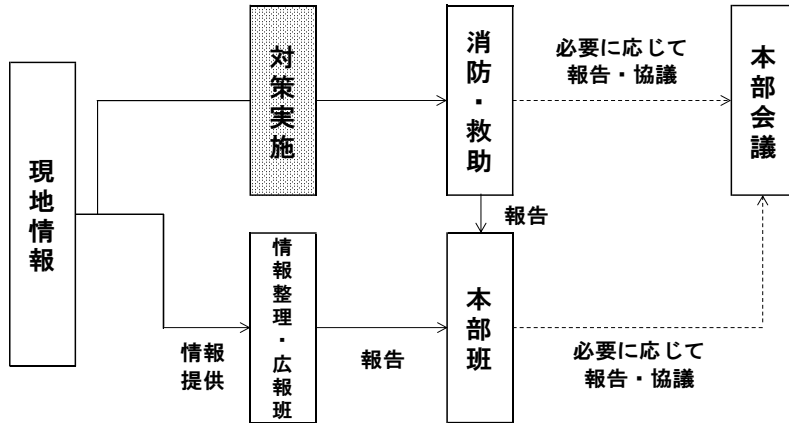 現地情報
対策実施
消防・救助
必要に応じて
報告・協議
本部会議
報告
情報
提供
情報整理・広報班
報告
本部班
必要に応じて
報告・協議